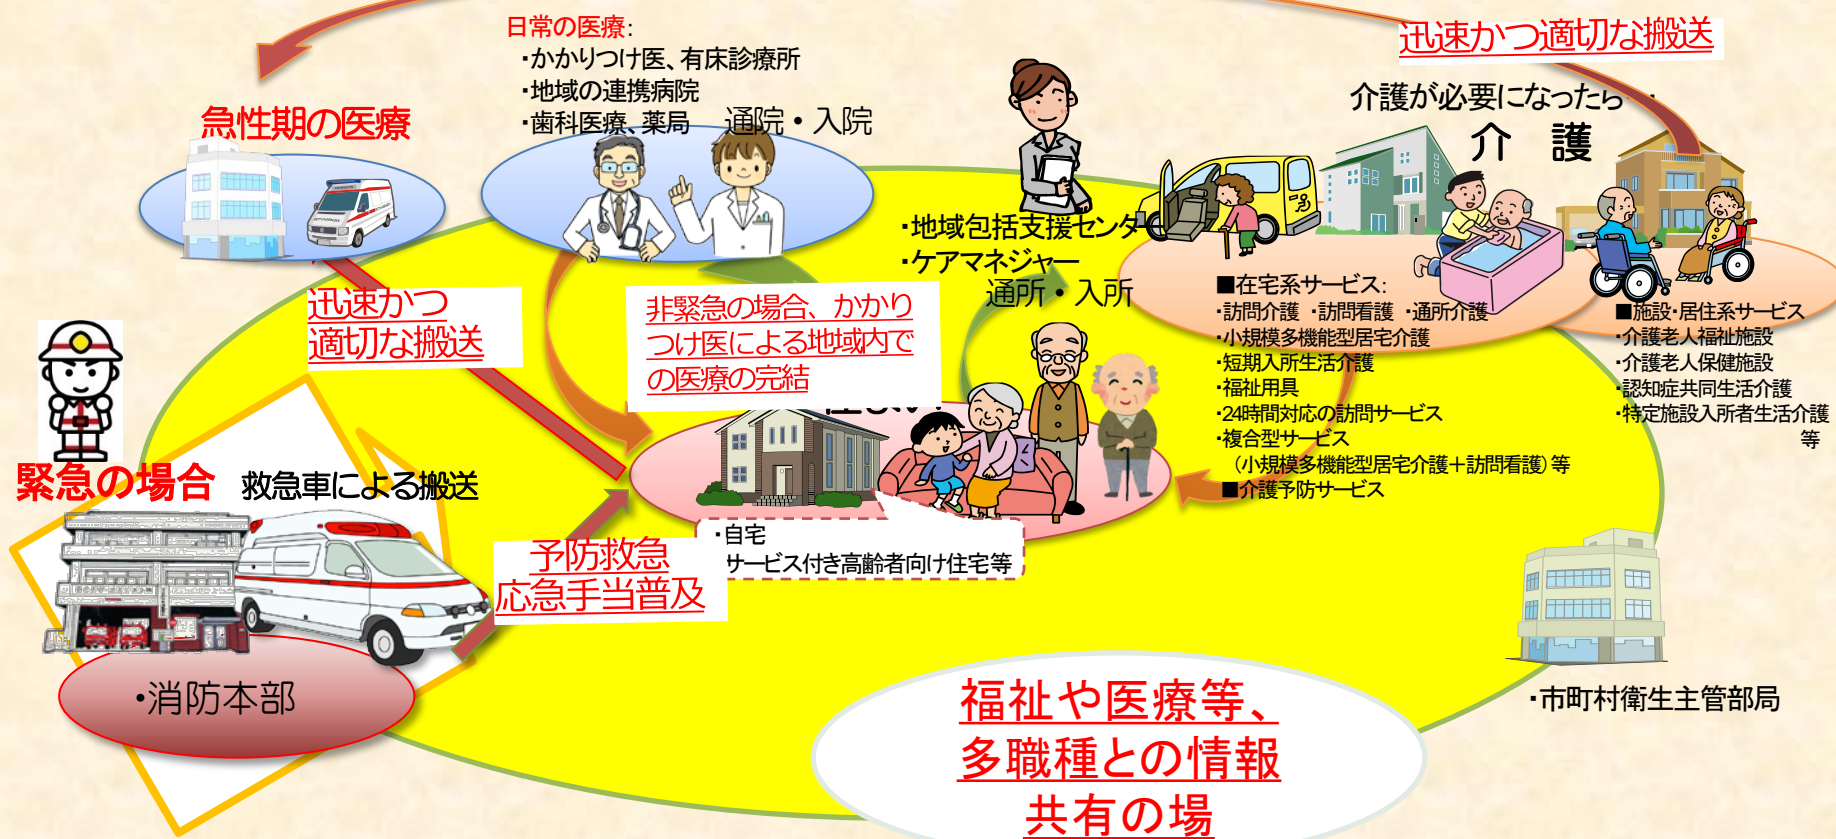 日常の医療:
・かかりつけ医、有床診療所
・地域の連携病院
・歯科医療、薬局
通院・入院
急性期の医療
迅速かつ適切な搬送
介護が必要になったら
介 護
・地域包括支援センター
・ケアマネジャー
通所・入所
■在宅系サービス:
・訪問介護 ・訪問看護 ・通所介護
・小規模多機能型居宅介護
・短期入所生活介護
・福祉用具
・24時間対応の訪問サービス
・複合型サービス
(小規模多機能型居宅介護+訪問看護)等
■介護予防サービス
■施設・居住系サービス
・介護老人福祉施設
・介護老人保健施設
・認知症共同生活介護
・特定施設入所者生活介護
等
迅速かつ
適切な搬送
非緊急の場合、かかり
つけ医による地域内で
の医療の完結
・自宅
サービス付き高齢者向け住宅等
緊急の場合
救急車による搬送
予防救急
応急手当普及
・消防本部
福祉や医療等、
多職種との情報
共有の場
・市町村衛生主管部局